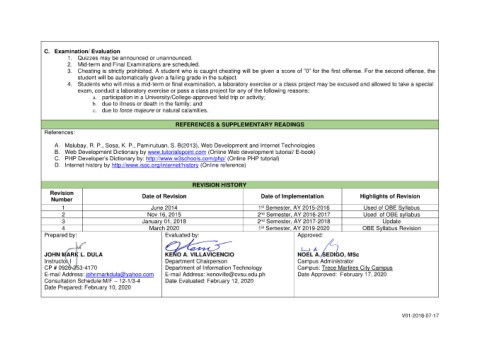 C. Examination/ Evaluation
1. Quizzes may be announced or unannounced.
2. Mid-term and Final Examinations are scheduled.
3. Cheating is strictly prohibited. A student who is caught cheating will be given a score of "0" for the first offense. For the second offense, the
student will be automatically given a failing grade in the subject.
4. Students who will miss a mid-term or final examination, a laboratory exercise or a class project may be excused and allowed to take a special
exam, conduct a laboratory exercise or pass a class project for any of the following reasons:
a. participation in a University/College-approved field trip or activity;
b. due to illness or death in the family; and
c. due to force majeure or natural calamities.
REFERENCES & SUPPLEMENTARY READINGS
References:
A. Malubay, R. P., Sosa, K. P., Paminutuan, S. B(2013), Web Development and Internet Technologies
B. Web Development Dictionary by www.tutorialspoint.com (Online Web development tutorial/ E-book)
C. PHP Developer's Dictionary by: http://www.w3schools.com/php/ (Online PHP tutorial)
D. Internet history by http://www.isoc.org/internet/history (Online reference)
REVISION HISTORY
Revision Number Date of Revision Date of Implementation Highlights of Revision
1 June 2014 1st Semester, AY 2015-2016 Used of OBE Syllabus
2 Nov 16, 2015 2nd Semester, AY 2016-2017 Used of OBE syllabus
3 January 01, 2018 2nd Semester, AY 2017-2018 Update
4 March 2020 1st Semester, AY 2019-2020 OBE Syllabus Revision
Prepared by: Evaluated by: Approved:
JOHN MARK L. DULA KENO A. VILLAVICENCIO NOEL A. SEDIGO, MSc
Instructor I Department Chairperson Campus Administrator
CP # 0926-253-4170 Department of Information Technology Campus: Trece Martires City Campus
E-mail Address: johnmarkdula@yahoo.com E-mail Address: kenoville@cvsu.edu.ph Date Approved: February 17, 2020
Consultation Schedule:M/F – 12-1/3-4 Date Evaluated: February 12, 2020
Date Prepared: February 10, 2020
V01-2018-07-17